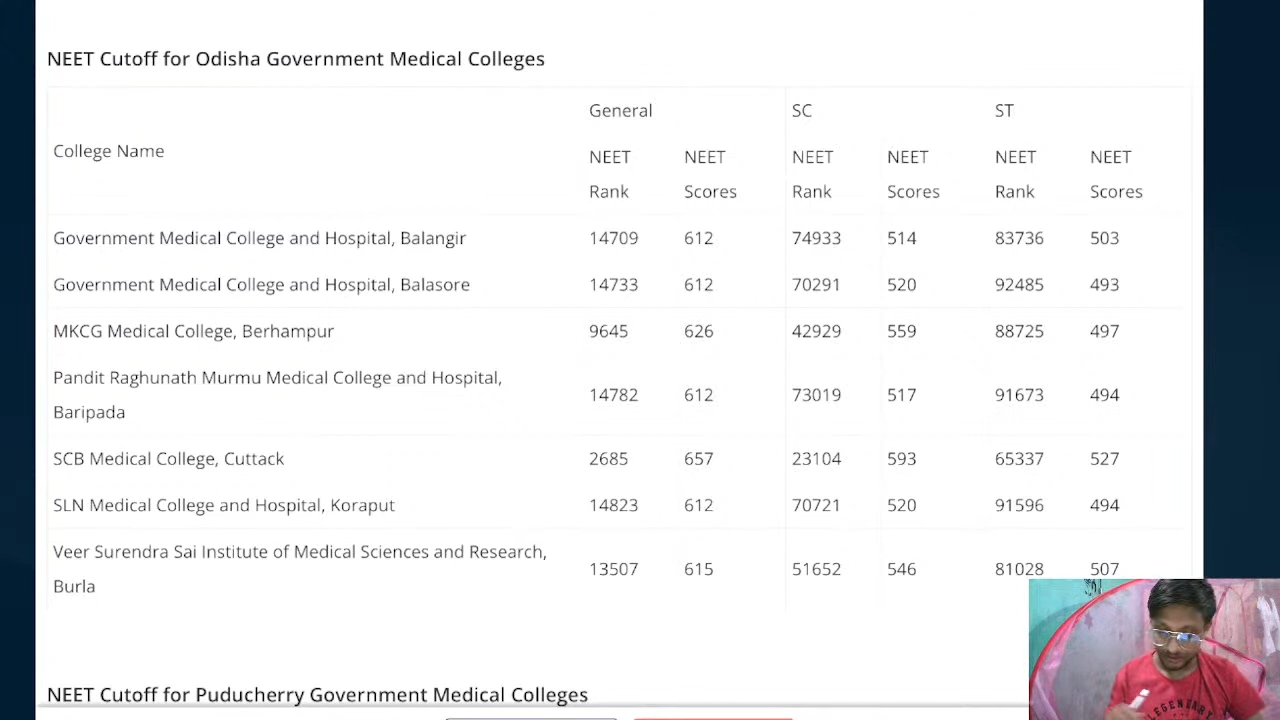 NEET Cutoff for Odisha Government Medical Colleges
General SC ST
College Name
NEET NEET NEET NEET NEET NEET
Rank Scores Rank Scores Rank Scores
Government Medical College and Hospital, Balangir 14709 612 74933 514 83736 503
Government Medical College and Hospital, Balasore 14733 612 70291 520 92485 493
MKCG Medical College, Berhampur 9645 626 42929 559 88725 497
Pandit Raghunath Murmu Medical College and Hospital,
Baripada 14782 612 73019 517 91673 494
SCB Medical College, Cuttack 2685 657 23104 593 65337 527
SLN Medical College and Hospital, Koraput 14823 612 70721 520 91596 494
Veer Surendra Sai Institute of Medical Sciences and Research,
Burla 13507 615 51652 546 81028 507
NEET Cutoff for Puducherry Government Medical Colleges